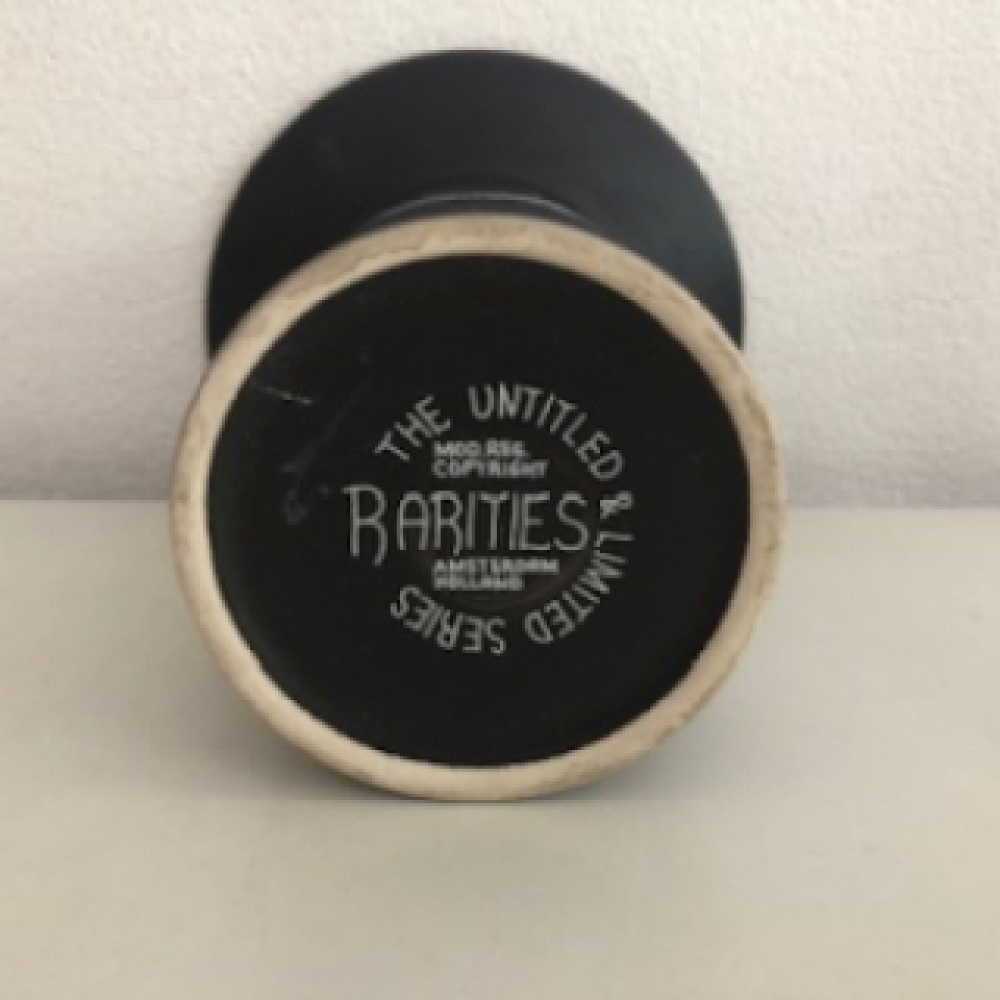 THE UNTITLED & LIMITED SERIES
MOD. REG.
COPYRIGHT
RARITIES
AMSTERDAM
HOLLAND